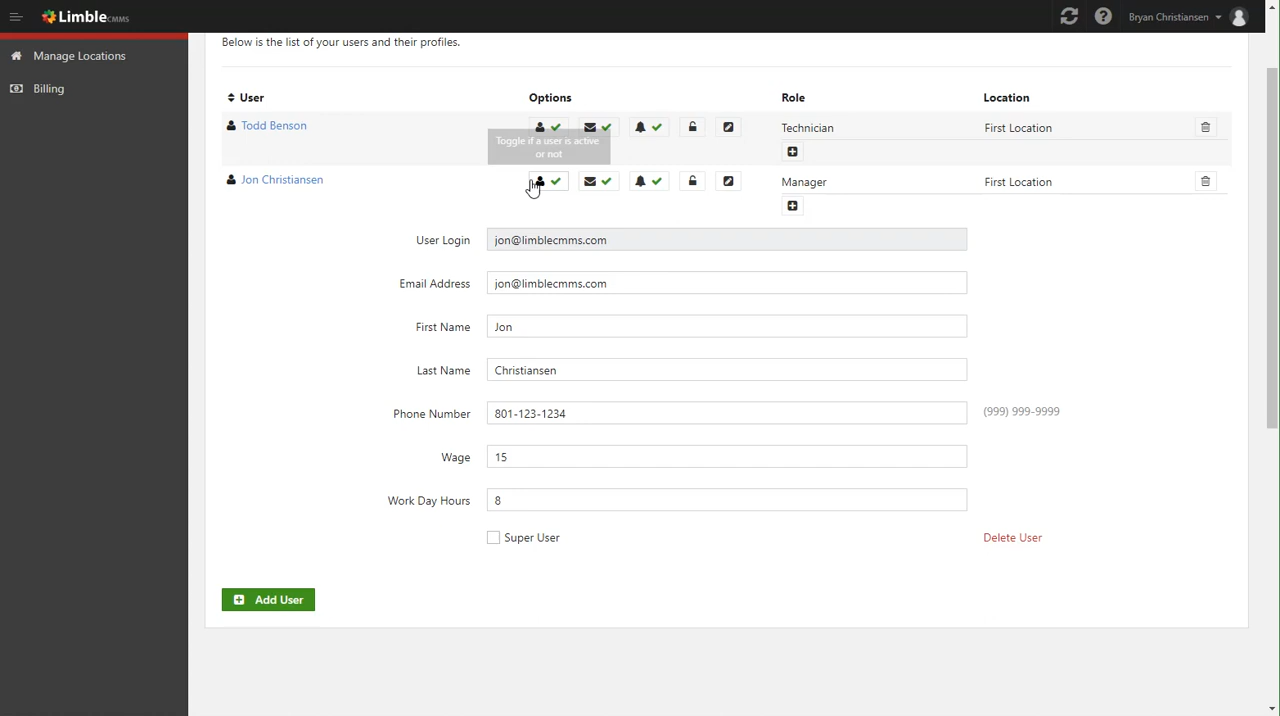 LimbleCMMS
Bryan Christiansen
Manage Locations
Billing
Below is the list of your users and their profiles.
User Options Role Location
Todd Benson Technician First Location
Toggle if a user is active
or not
Jon Christiansen Manager First Location
User Login jon@limblecmms.com
Email Address jon@limblecmms.com
First Name Jon
Last Name Christiansen
Phone Number 801-123-1234 (999) 999-9999
Wage 15
Work Day Hours 8
Super User Delete User
Add User